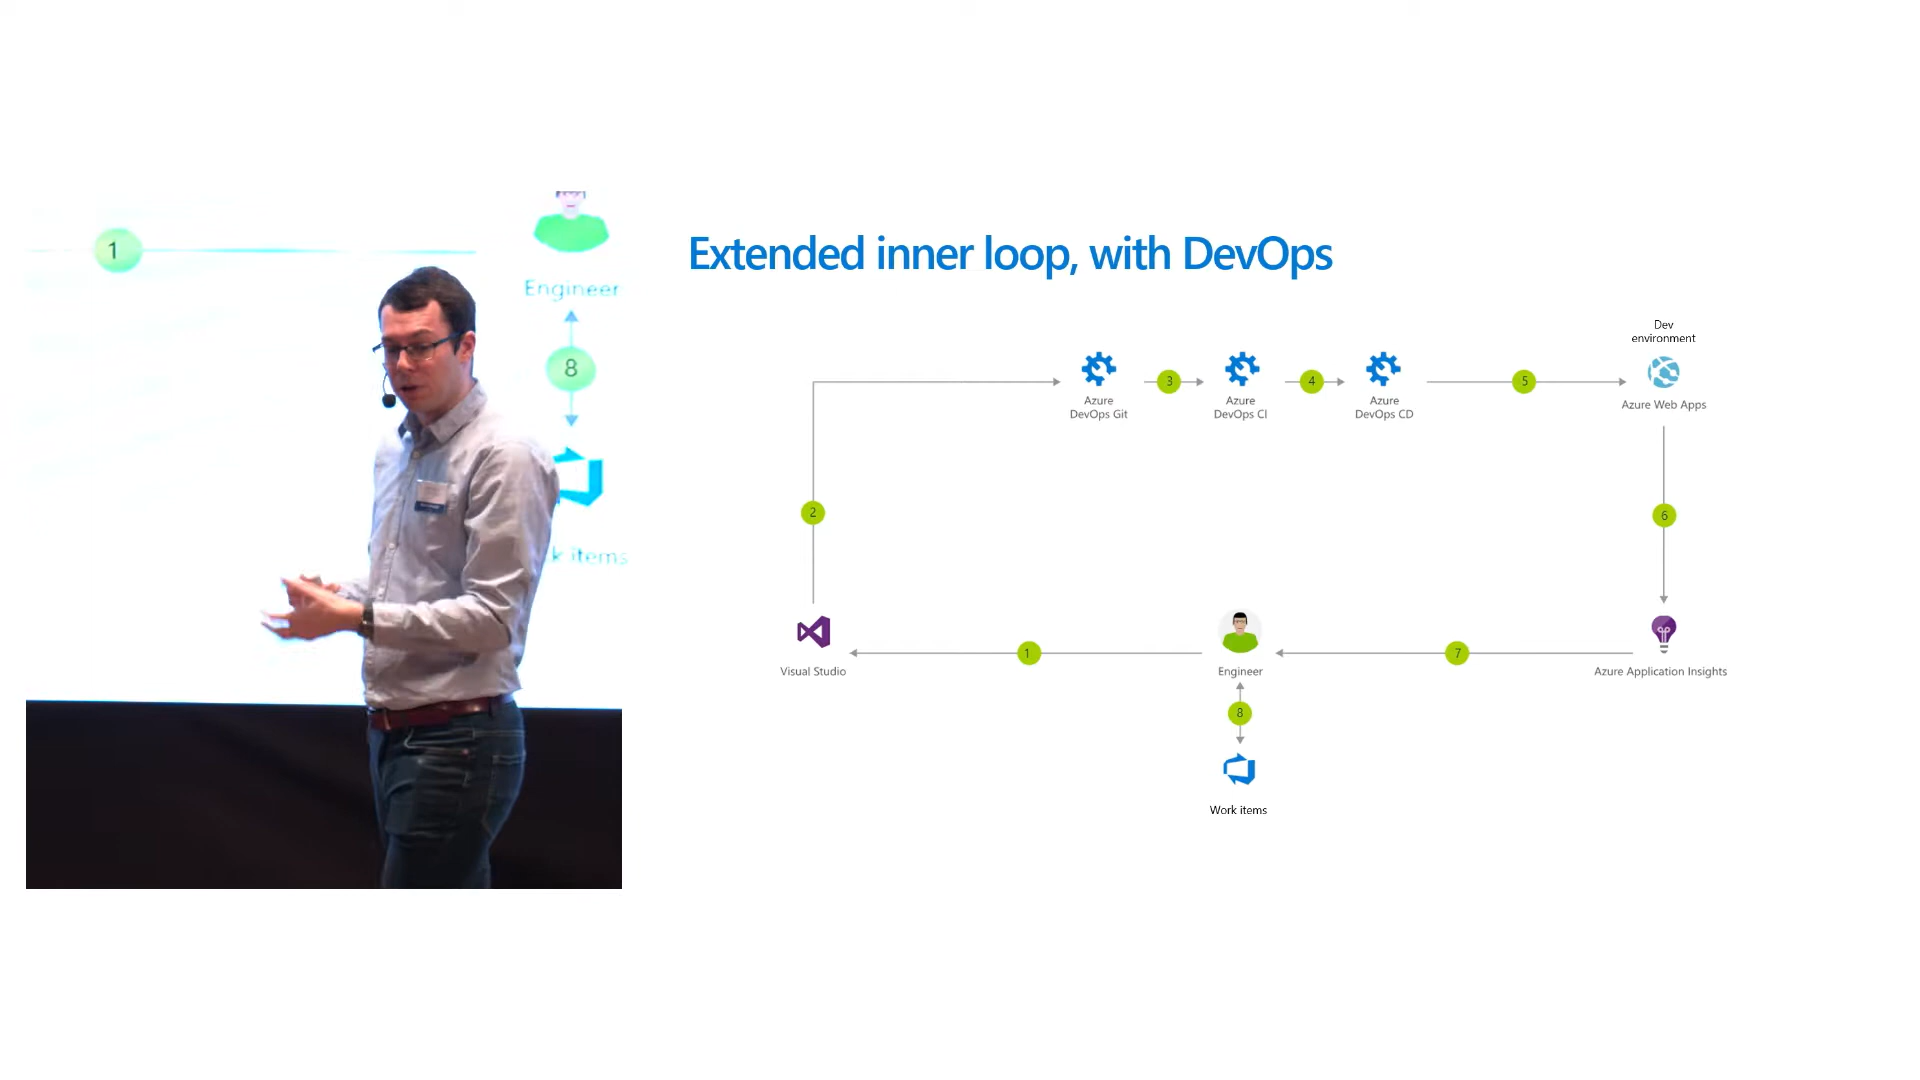 1
Engineer
8
items
Extended inner loop, with DevOps
Dev
environment
3
4
5
Azure
DevOps Git
Azure
DevOps CI
Azure
DevOps CD
Azure Web Apps
2
6
1
7
Visual Studio
Engineer
Azure Application Insights
8
Work items